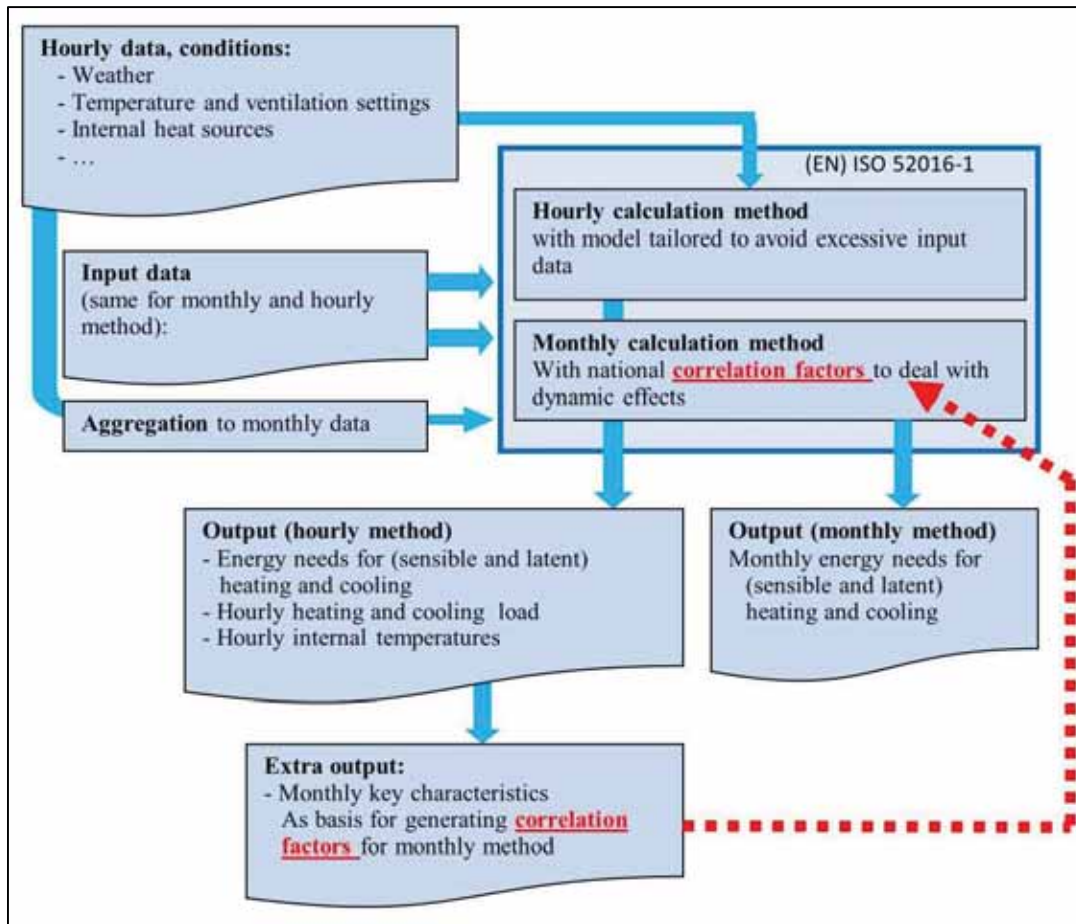 Hourly data, conditions:
- Weather
- Temperature and ventilation settings
- Internal heat sources
- …
(EN) ISO 52016-1
Hourly calculation method
with model tailored to avoid excessive input
data
Input data
(same for monthly and hourly
method):
Monthly calculation method
With national correlation factors to deal with
dynamic effects
Aggregation to monthly data
Output (hourly method)
- Energy needs for (sensible and latent)
heating and cooling
- Hourly heating and cooling load
- Hourly internal temperatures
Output (monthly method)
Monthly energy needs for
(sensible and latent)
heating and cooling
Extra output:
- Monthly key characteristics
As basis for generating correlation
factors for monthly method